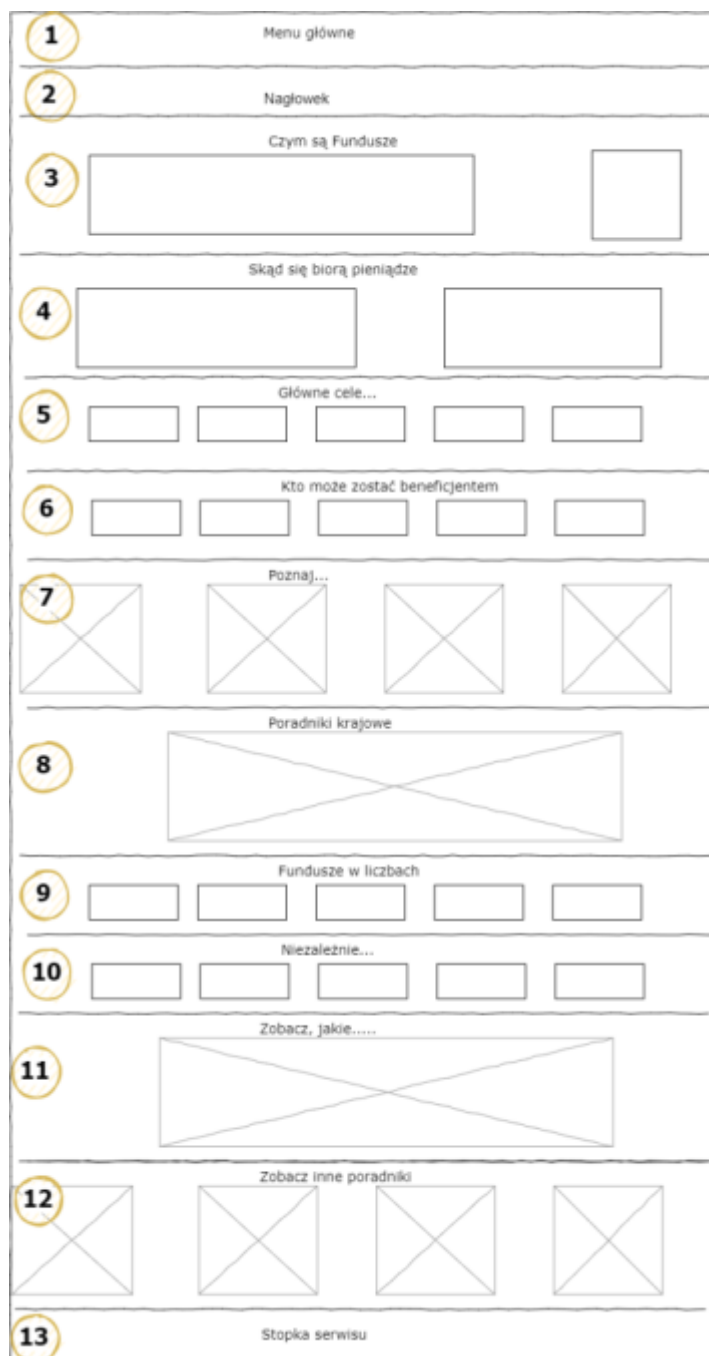 1
Menu główne
2
Nagłowek
Czym są Fundusze
3
Skąd się biorą pieniądze
4
Główne cele...
5
Kto może zostać beneficjentem
6
Poznaj...
7
Poradniki krajowe
8
Fundusze w liczbach
9
Niezależnie...
10
Zobacz, jakie.....
11
Zobacz inne poradniki
12
13
Stopka serwisu